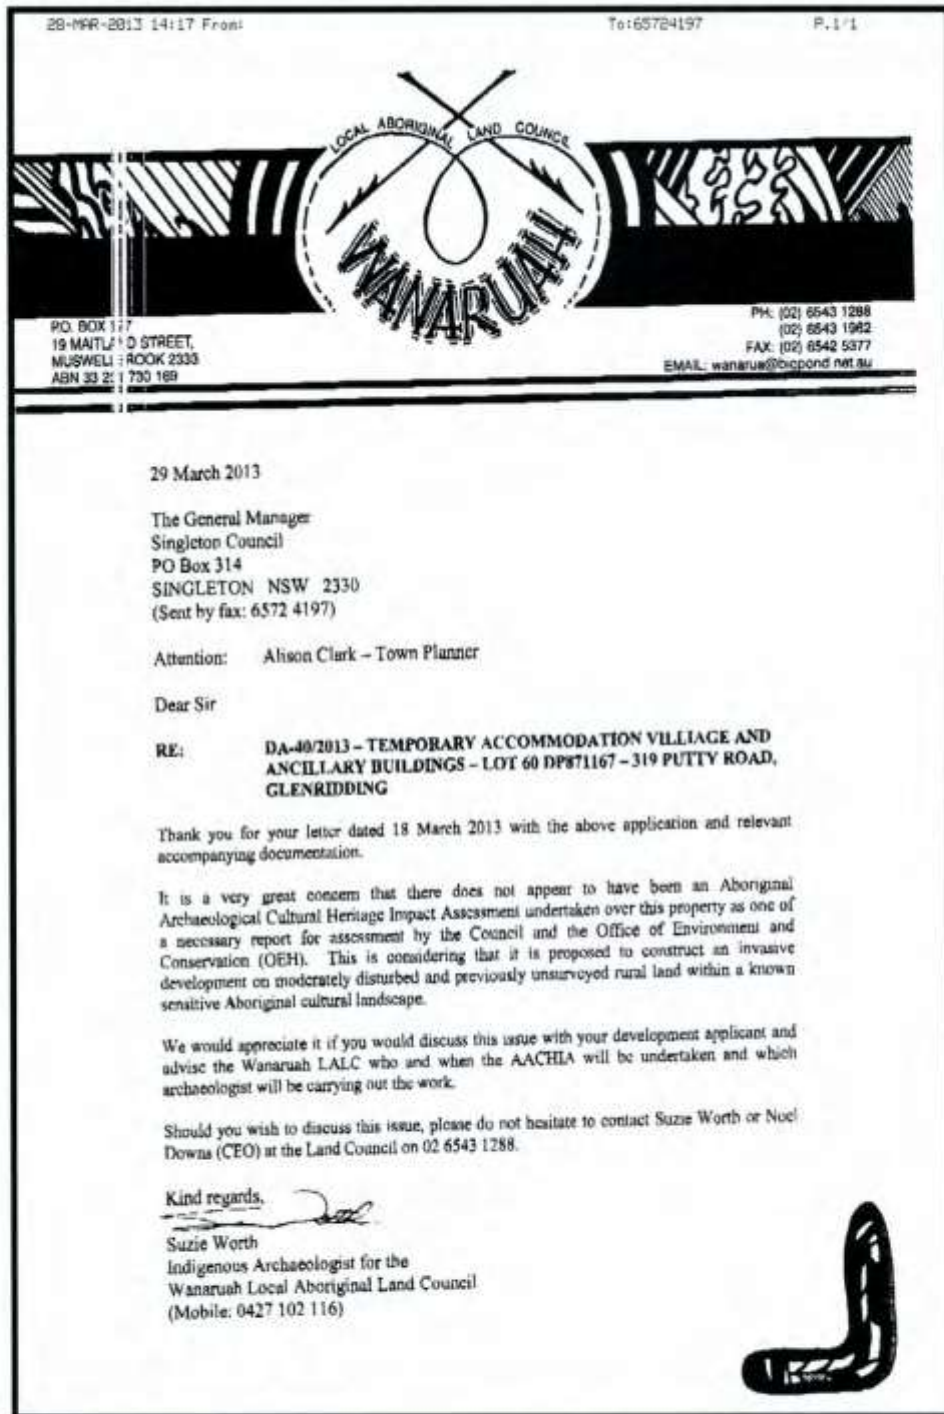 28-MAR-2013 14:17 From: To:65724197 P.1/1
LOCAL ABORIGINAL LAND COUNCIL
WANARUAH
P.O. BOX
19 MAITLAND STREET,
MUSWELLBROOK 2333
ABN 33 730 169
PH: (02) 6543 1288
(02) 6543 1962
FAX: (02) 6542 5377
EMAIL: wanarua@bigpond.net.au
29 March 2013
The General Manager
Singleton Council
PO Box 314
SINGLETON NSW 2330
(Sent by fax: 6572 4197)
Attention: Alison Clark – Town Planner
Dear Sir
RE: DA-40/2013 – TEMPORARY ACCOMMODATION VILLIAGE AND
ANCILLARY BUILDINGS – LOT 60 DP871167 – 319 PUTTY ROAD,
GLENRIDDING
Thank you for your letter dated 18 March 2013 with the above application and relevant
accompanying documentation.
It is a very great concern that there does not appear to have been an Aboriginal
Archaeological Cultural Heritage Impact Assessment undertaken over this property as one of
a necessary report for assessment by the Council and the Office of Environment and
Conservation (OEH). This is considering that it is proposed to construct an invasive
development on moderately disturbed and previously unsurveyed rural land within a known
sensitive Aboriginal cultural landscape.
We would appreciate it if you would discuss this issue with your development applicant and
advise the Wanaruah LALC who and when the AACHIA will be undertaken and which
archaeologist will be carrying out the work.
Should you wish to discuss this issue, please do not hesitate to contact Suzie Worth or Noel
Downs (CEO) at the Land Council on 02 6543 1288.
Kind regards,
Suzie Worth
Indigenous Archaeologist for the
Wanaruah Local Aboriginal Land Council
(Mobile: 0427 102 116)